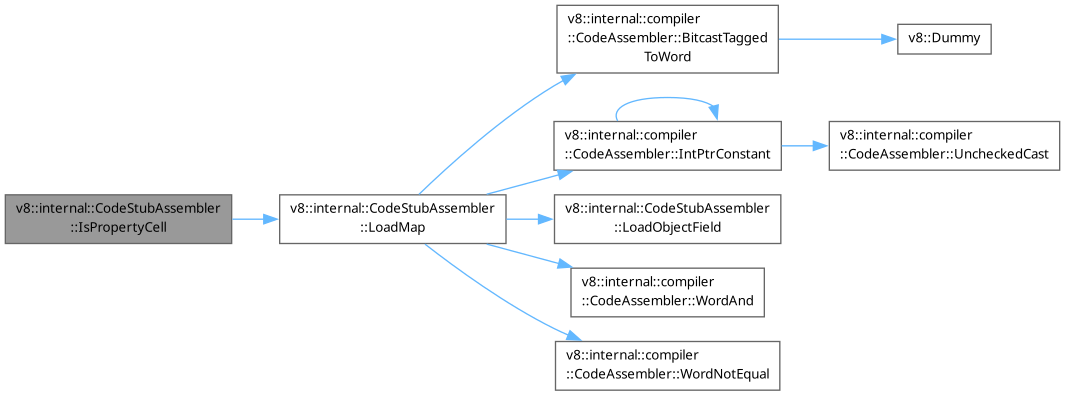 v8::internal::compiler
::CodeAssembler::BitcastTagged
ToWord
v8::Dummy
v8::internal::compiler
::CodeAssembler::IntPtrConstant
v8::internal::compiler
::CodeAssembler::UncheckedCast
v8::internal::CodeStubAssembler
::IsPropertyCell
v8::internal::CodeStubAssembler
::LoadMap
v8::internal::CodeStubAssembler
::LoadObjectField
v8::internal::compiler
::CodeAssembler::WordAnd
v8::internal::compiler
::CodeAssembler::WordNotEqual